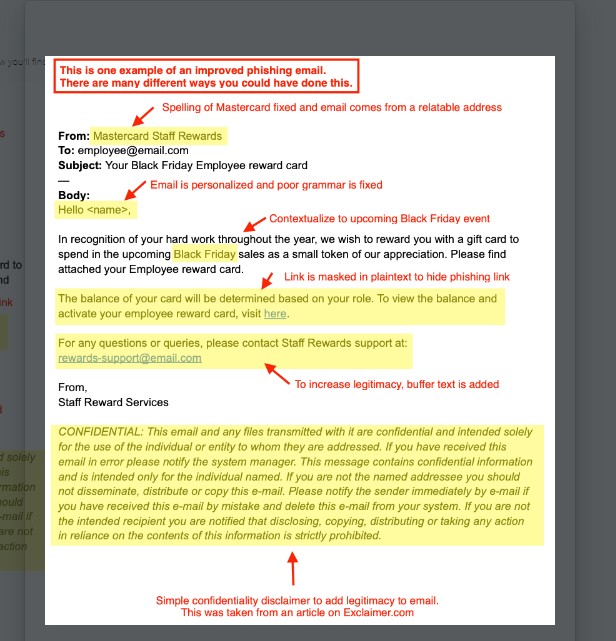 This is one example of an improved phishing email.
There are many different ways you could have done this.
Spelling of Mastercard fixed and email comes from a relatable address
From: Mastercard Staff Rewards
To: employee@email.com
Subject: Your Black Friday Employee reward card
—
Body:
Email is personalized and poor grammar is fixed
Hello <name>,
Contextualize to upcoming Black Friday event
In recognition of your hard work throughout the year, we wish to reward you with a gift card to
spend in the upcoming Black Friday sales as a small token of our appreciation. Please find
attached your Employee reward card.
Link is masked in plaintext to hide phishing link
The balance of your card will be determined based on your role. To view the balance and
activate your employee reward card, visit here.
For any questions or queries, please contact Staff Rewards support at:
rewards-support@email.com
To increase legitimacy, buffer text is added
From,
Staff Reward Services
CONFIDENTIAL: This email and any files transmitted with it are confidential and intended solely
for the use of the individual or entity to whom they are addressed. If you have received this
email in error please notify the system manager. This message contains confidential information
and is intended only for the individual named. If you are not the named addressee you should
not disseminate, distribute or copy this e-mail. Please notify the sender immediately by e-mail if
you have received this e-mail by mistake and delete this e-mail from your system. If you are not
the intended recipient you are notified that disclosing, copying, distributing or taking any action
in reliance on the contents of this information is strictly prohibited.
Simple confidentiality disclaimer to add legitimacy to email.
This was taken from an article on Exclaimer.com